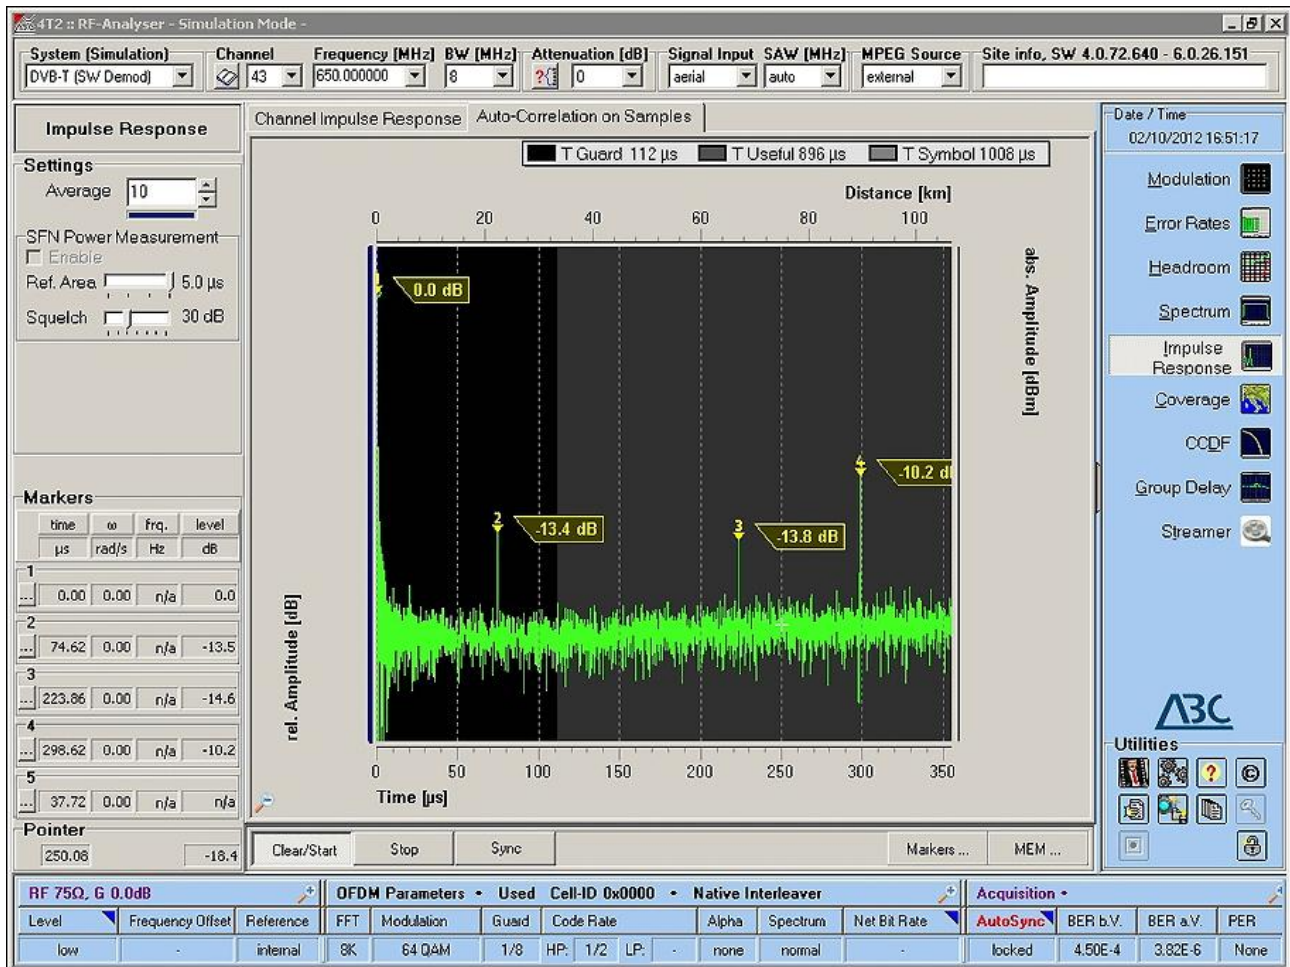 4T2 :: RF-Analyser - Simulation Mode -
System (Simulation) Channel Frequency [MHz] BW [MHz] Attenuation [dB] Signal Input SAW [MHz] MPEG Source Site info, SW 4.0.72.640 - 6.0.26.151
DVB-T (SW Demod) 43 650.000000 8 ? 0 aerial auto external
Impulse Response
Channel Impulse Response Auto-Correlation on Samples
Date / Time
02/10/2012 16:51:17
Settings
Average 10
SFN Power Measurement
Enable
Ref. Area 5.0 µs
Squelch 30 dB
T Guard 112 µs T Useful 896 µs T Symbol 1008 µs
Distance [km]
0 20 40 60 80 100
abs. Amplitude [dBm]
1 0.0 dB
4 -10.2 d
2 -13.4 dB
3 -13.8 dB
rel. Amplitude [dB]
0 50 100 150 200 250 300 350
Time [µs]
Modulation
Error Rates
Headroom
Spectrum
Impulse
Response
Coverage
CCDF
Group Delay
Streamer
Markers
time ω frq. level
µs rad/s Hz dB
1
... 0.00 0.00 n/a 0.0
2
... 74.62 0.00 n/a -13.5
3
... 223.86 0.00 n/a -14.6
4
... 298.62 0.00 n/a -10.2
5
... 37.72 0.00 n/a n/a
Pointer
250.08 -18.4
Clear/Start Stop Sync Markers ... MEM ...
ABC
Utilities
? ©
RF 75Ω, G 0.0dB OFDM Parameters • Used Cell-ID 0x0000 • Native Interleaver Acquisition •
Level Frequency Offset Reference FFT Modulation Guard Code Rate Alpha Spectrum Net Bit Rate AutoSync BER b.V. BER a.V. PER
low - internal 8K 64 QAM 1/8 HP: 1/2 LP: - none normal - locked 4.50E-4 3.82E-6 None